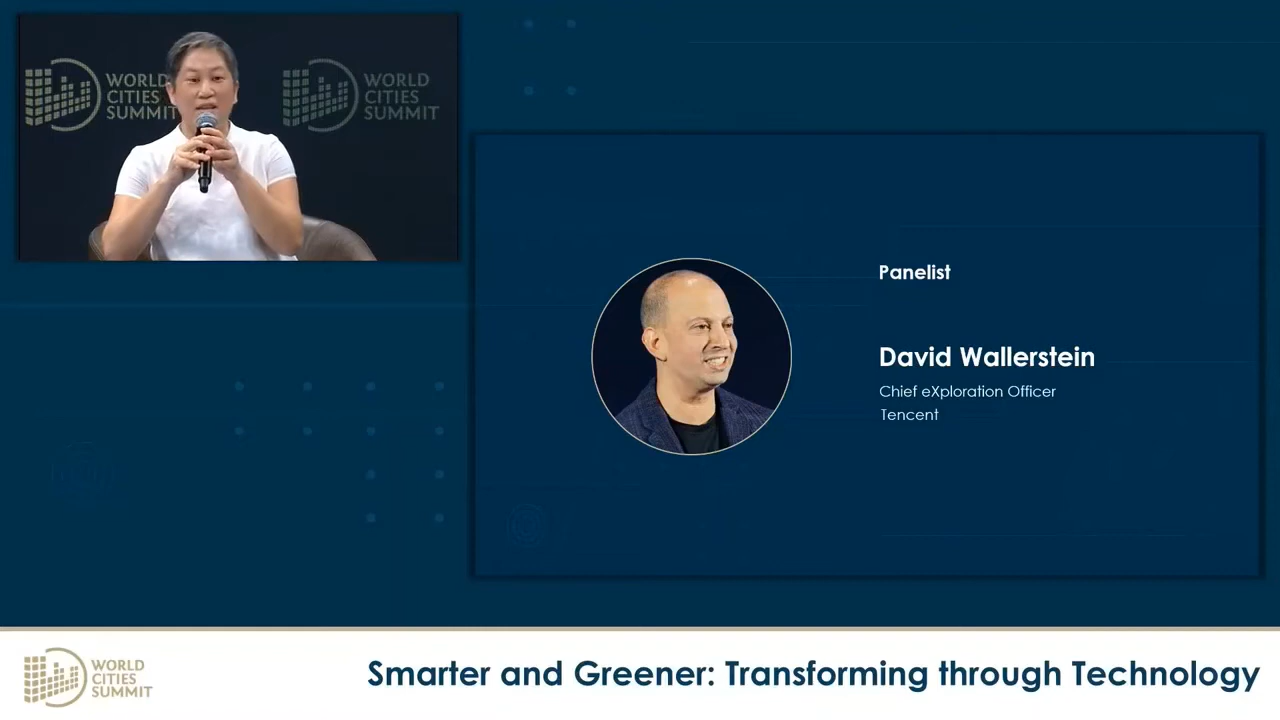 WORLD
CITIES
SUMMIT
WORLD
CITIES
SUMMIT
Panelist
David Wallerstein
Chief eXploration Officer
Tencent
WORLD
CITIES
SUMMIT
Smarter and Greener: Transforming through Technology